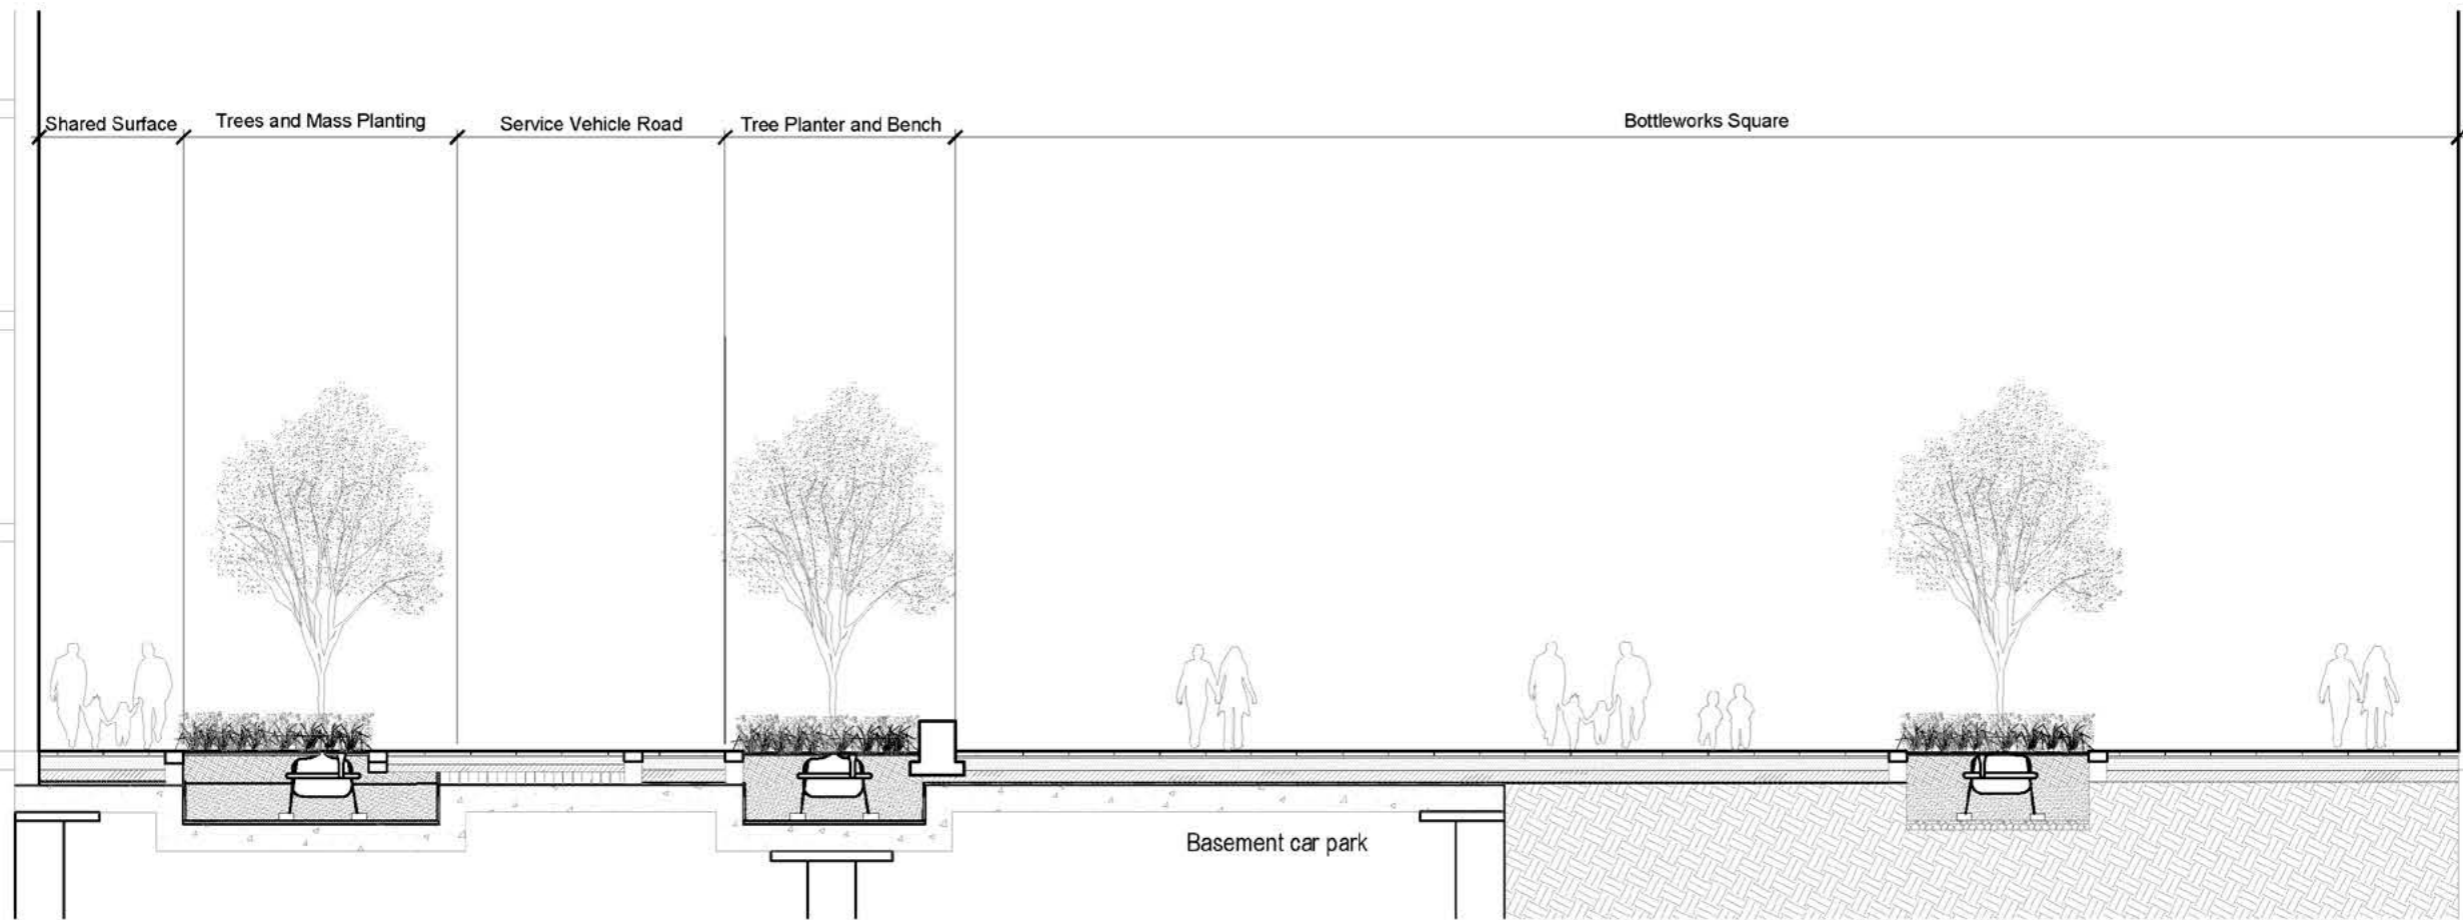 Shared Surface
Trees and Mass Planting
Service Vehicle Road
Tree Planter and Bench
Bottleworks Square
Basement car park